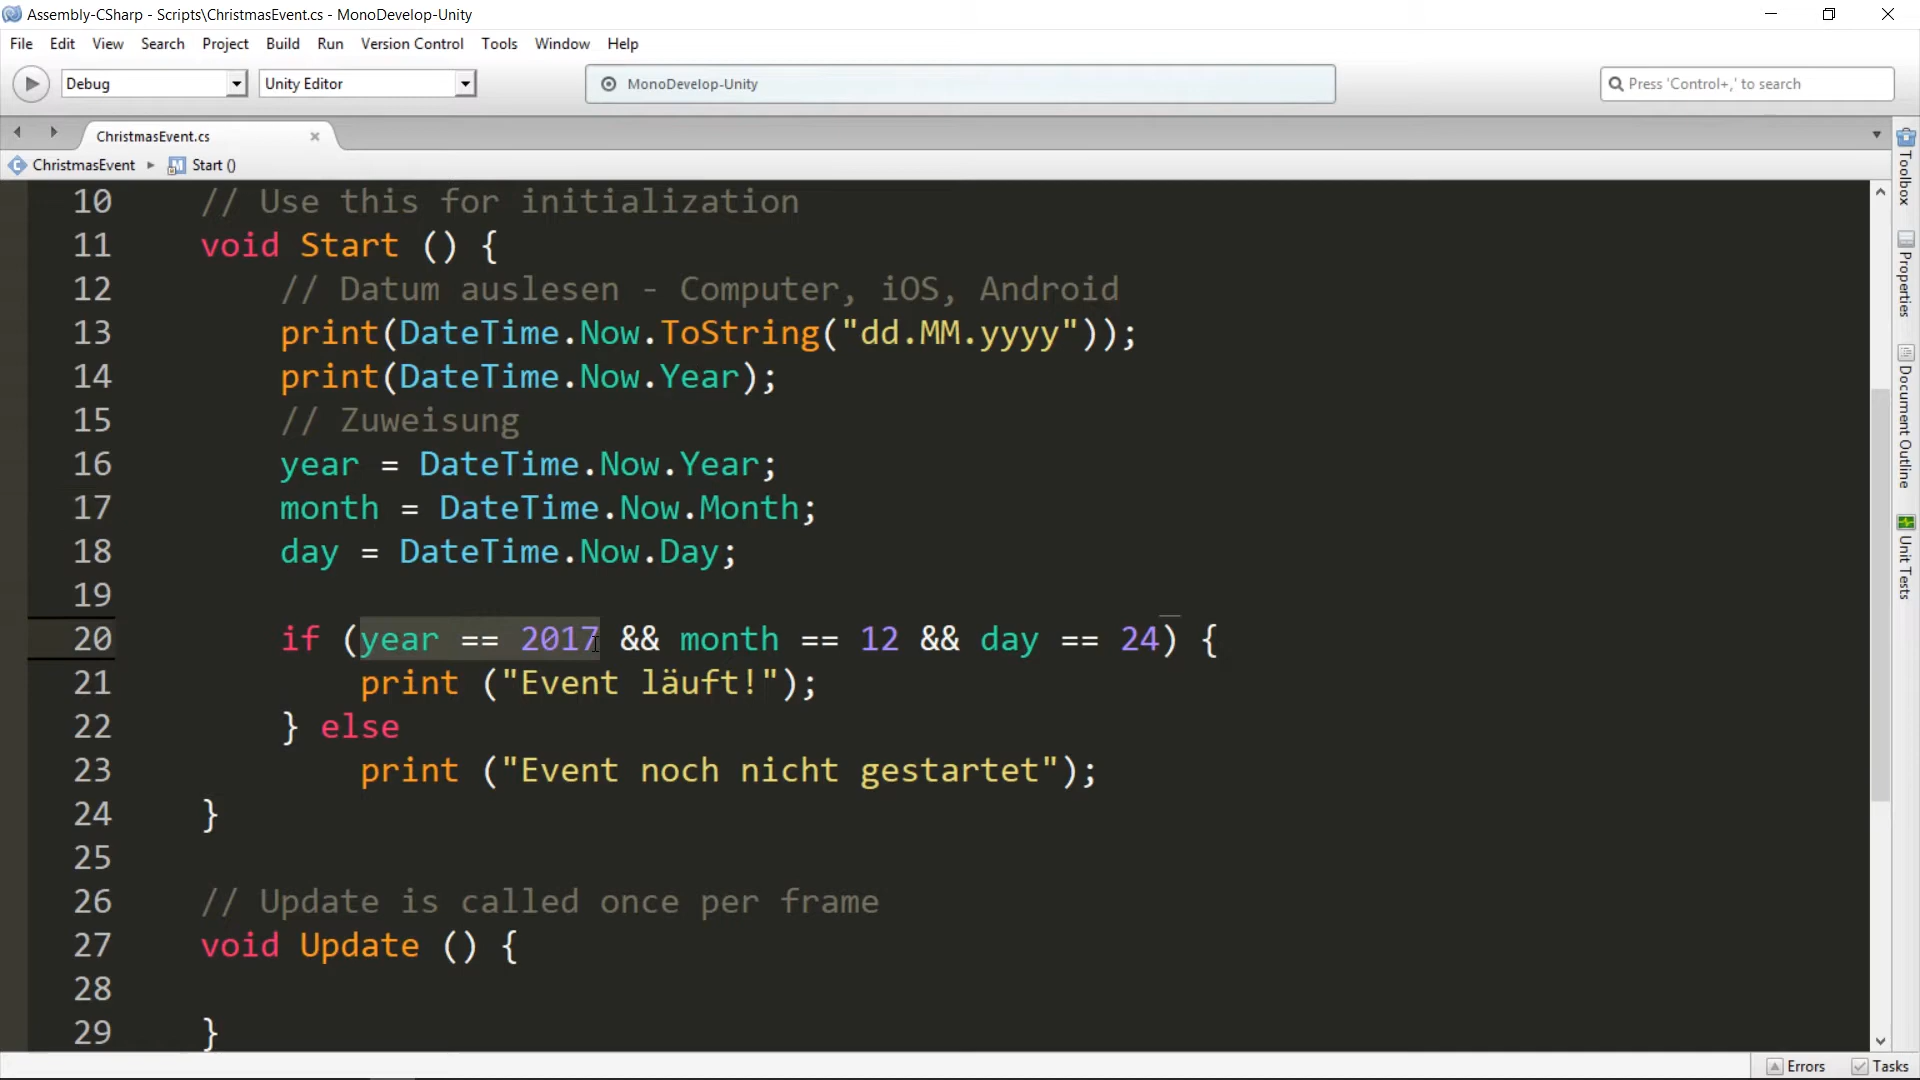 Assembly-CSharp - Scripts\ChristmasEvent.cs - MonoDevelop-Unity
File Edit View Search Project Build Run Version Control Tools Window Help
Debug Unity Editor MonoDevelop-Unity Press 'Control+,' to search
ChristmasEvent.cs
ChristmasEvent Start ()
10 // Use this for initialization
11 void Start () {
12 // Datum auslesen - Computer, iOS, Android
13 print(DateTime.Now.ToString("dd.MM.yyyy"));
14 print(DateTime.Now.Year);
15 // Zuweisung
16 year = DateTime.Now.Year;
17 month = DateTime.Now.Month;
18 day = DateTime.Now.Day;
19
20 if (year == 2017 && month == 12 && day == 24) {
21 print ("Event läuft!");
22 } else
23 print ("Event noch nicht gestartet");
24 }
25
26 // Update is called once per frame
27 void Update () {
28
29 }
Toolbox
Properties
Document Outline
Unit Tests
Errors Tasks